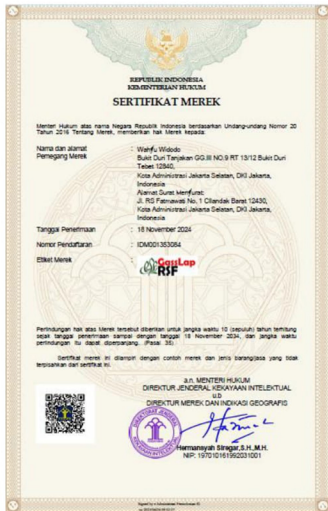 REPUBLIK INDONESIA
KEMENTERIAN HUKUM
SERTIFIKAT MEREK
Menteri Hukum atas nama Negara Republik Indonesia berdasarkan Undang-undang Nomor 20
Tahun 2016 Tentang Merek, memberikan hak Merek kepada:
Nama dan alamat : Wahyu Widodo
Pemegang Merek Bukit Duri Tanjakan GG.III NO.9 RT 13/12 Bukit Duri
Tebet 12840,
Kota Administrasi Jakarta Selatan, DKI Jakarta,
Indonesia
Alamat Surat Menyurat:
Jl. RS Fatmawati No. 1 Cilandak Barat 12430,
Kota Administrasi Jakarta Selatan, DKI Jakarta,
Indonesia
Tanggal Penerimaan : 18 November 2024
Nomor Pendaftaran : IDM001353084
Etiket Merek :
GassLap
RSF
Perlindungan hak atas Merek tersebut diberikan untuk jangka waktu 10 (sepuluh) tahun terhitung
sejak tanggal penerimaan sampai dengan tanggal 18 November 2034, dan jangka waktu
perlindungan itu dapat diperpanjang. (Pasal 35)
Sertifikat merek ini dilampiri dengan contoh merek dan jenis barang/jasa yang tidak
terpisahkan dari sertifikat ini.
a.n. MENTERI HUKUM
DIREKTUR JENDERAL KEKAYAAN INTELEKTUAL
u.b
DIREKTUR MEREK DAN INDIKASI GEOGRAFIS
Hermansyah Siregar,S.H.,M.H.
NIP: 197010161992031001